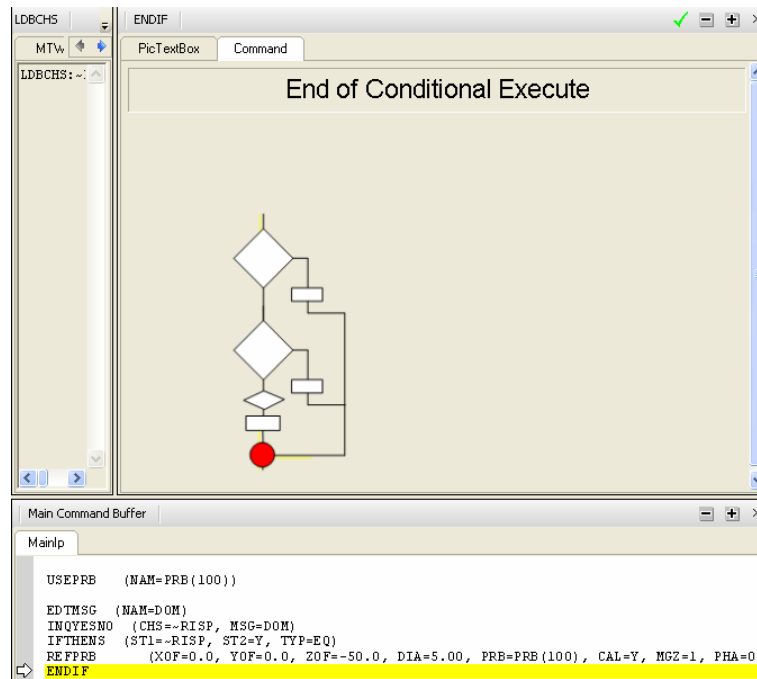 LDBCHS
ENDIF
MTW
PicTextBox
Command
LDBCHS:~
End of Conditional Execute
Main Command Buffer
MainIp
USEPRB (NAM=PRB(100))
EDTMSG (NAM=DOM)
INQYESNO (CHS=~RISP, MSG=DOM)
IFTHENS (ST1=~RISP, ST2=Y, TYP=EQ)
REFPRB (XOF=0.0, YOF=0.0, ZOF=-50.0, DIA=5.00, PRB=PRB(100), CAL=Y, MGZ=1, PHA=0
ENDIF